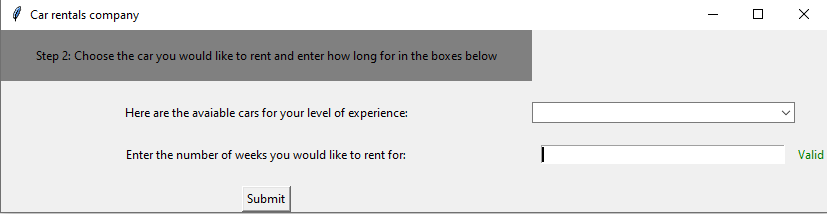 Car rentals company
Step 2: Choose the car you would like to rent and enter how long for in the boxes below
Here are the avaiable cars for your level of experience:
Enter the number of weeks you would like to rent for:
Valid
Submit